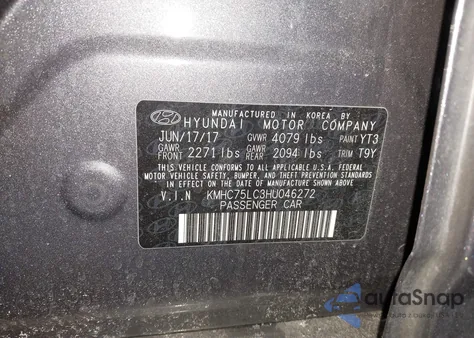 MANUFACTURED IN KOREA BY
HYUNDAI MOTOR COMPANY
JUN/17/17 GVWR 4079 lbs PAINT YT3
GAWR FRONT 2271 lbs GAWR REAR 2094 lbs TRIM T9Y
THIS VEHICLE CONFORMS TO ALL APPLICABLE U.S.A. FEDERAL
MOTOR VEHICLE SAFETY, BUMPER, AND THEFT PREVENTION
STANDARDS IN EFFECT ON THE DATE OF MANUFACTURE SHOWN ABOVE.
V.I.N KMHC75LC3HU046272
PASSENGER CAR
autoSnap